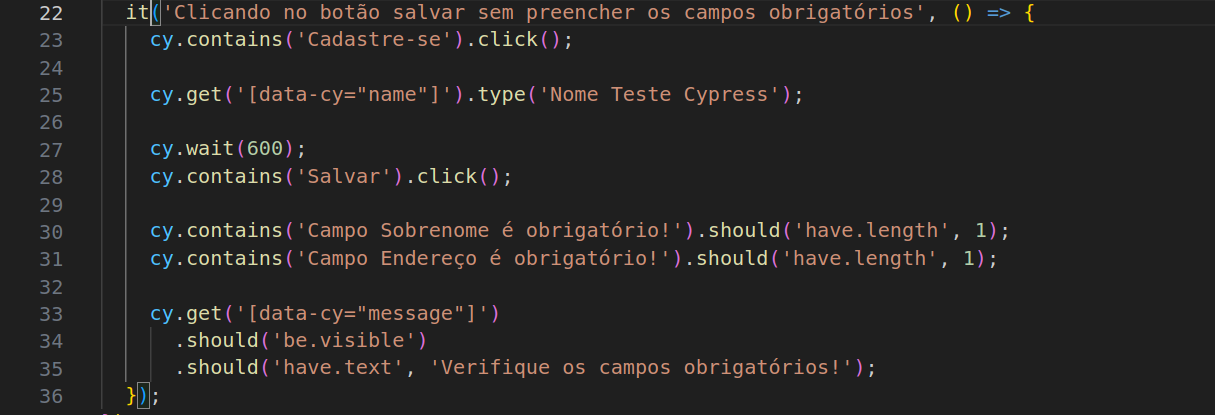 22 it('Clicando no botão salvar sem preencher os campos obrigatórios', () => {
23 cy.contains('Cadastre-se').click();
24
25 cy.get('[data-cy="name"]').type('Nome Teste Cypress');
26
27 cy.wait(600);
28 cy.contains('Salvar').click();
29
30 cy.contains('Campo Sobrenome é obrigatório!').should('have.length', 1);
31 cy.contains('Campo Endereço é obrigatório!').should('have.length', 1);
32
33 cy.get('[data-cy="message"]')
34 .should('be.visible')
35 .should('have.text', 'Verifique os campos obrigatórios!');
36 });